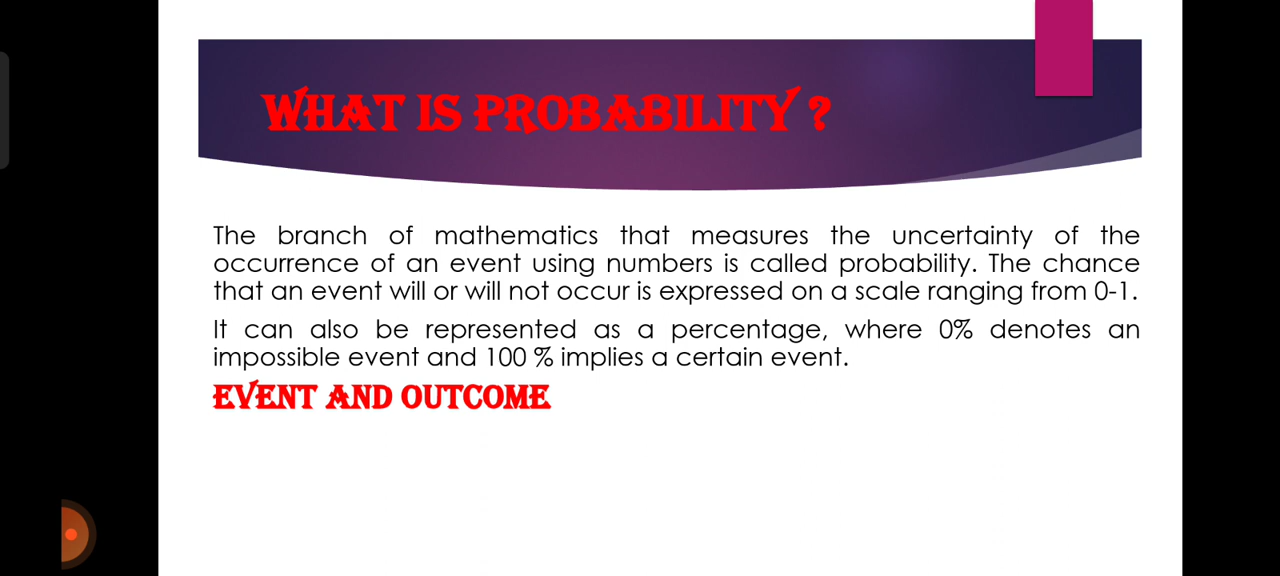 WHAT IS PROBABILITY ?
The branch of mathematics that measures the uncertainty of the
occurrence of an event using numbers is called probability. The chance
that an event will or will not occur is expressed on a scale ranging from 0-1.
It can also be represented as a percentage, where 0% denotes an
impossible event and 100 % implies a certain event.
EVENT AND OUTCOME